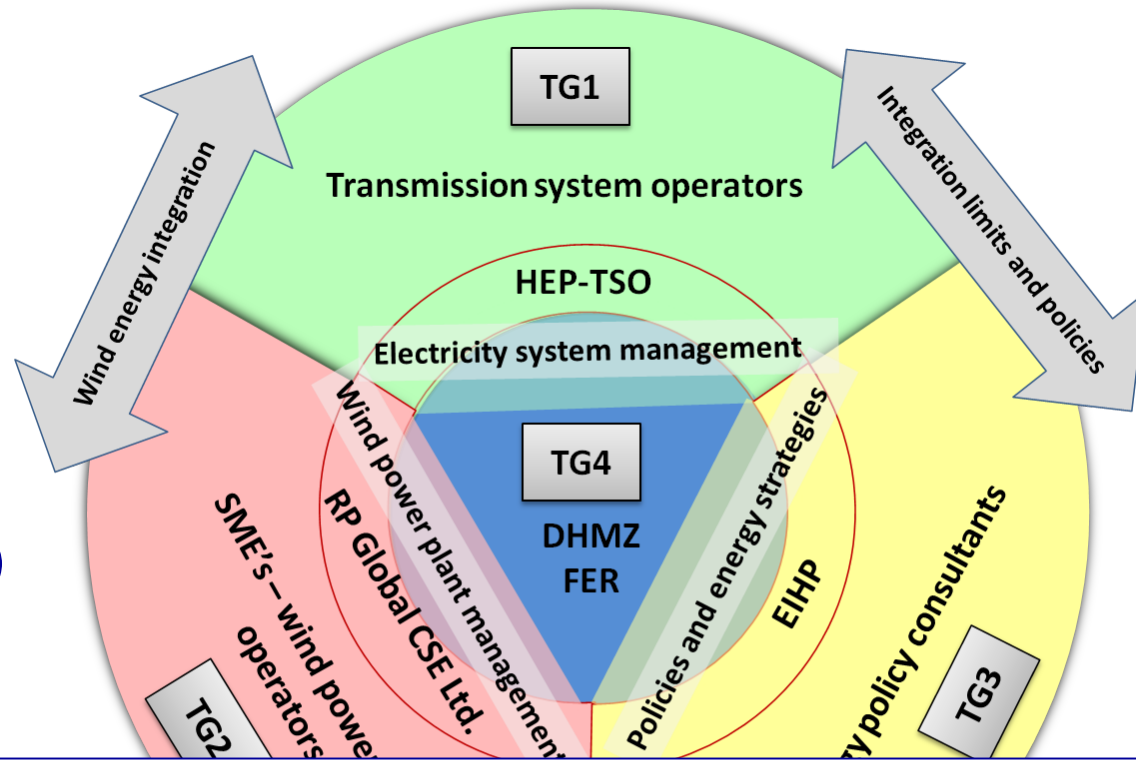 TG1
Transmission system operators
Wind energy integration
Integration limits and policies
HEP-TSO
Electricity system management
Wind power plant management
Policies and energy strategies
TG4
DHMZ
FER
RP Global CSE Ltd.
EIHP
SME's – wind power
operators
policy consultants
TG2
TG3